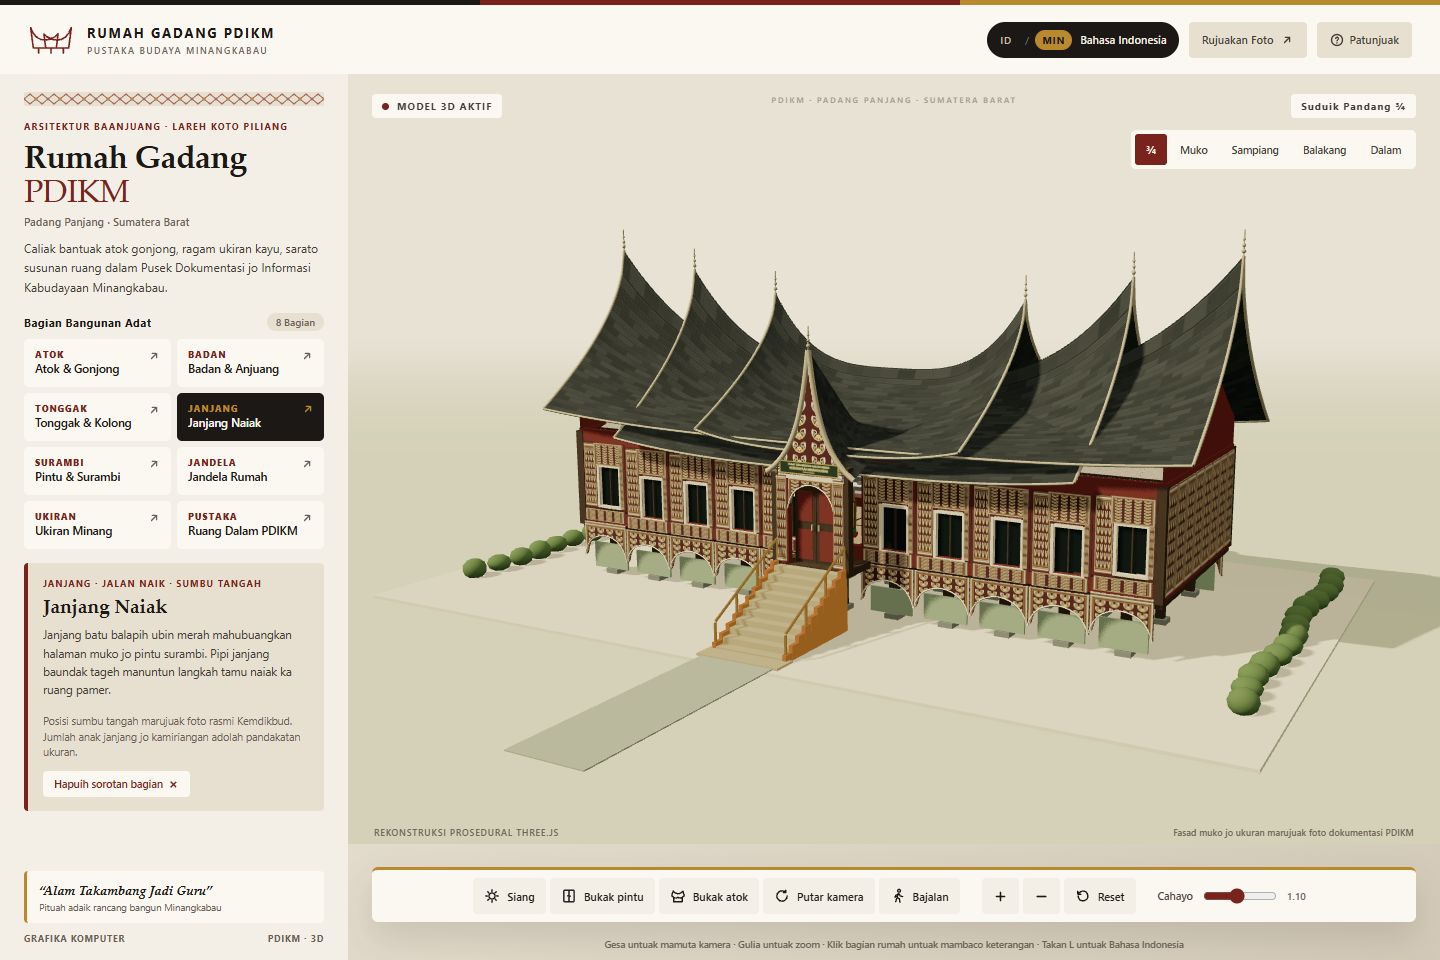 RUMAH GADANG PDIKM
PUSTAKA BUDAYA MINANGKABAU
ID / MIN Bahasa Indonesia
Rujuakan Foto
Patunjuak
ARSITEKTUR BAANJUANG · LAREH KOTO PILIANG
Rumah Gadang
PDIKM
Padang Panjang · Sumatera Barat
Caliak bantuak atok gonjong, ragam ukiran kayu, sarato
susunan ruang dalam Pusek Dokumentasi jo Informasi
Kabudayaan Minangkabau.
Bagian Bangunan Adat
8 Bagian
ATOK
Atok & Gonjong
BADAN
Badan & Anjuang
TONGGAK
Tonggak & Kolong
JANJANG
Janjang Naiak
SURAMBI
Pintu & Surambi
JANDELA
Jandela Rumah
UKIRAN
Ukiran Minang
PUSTAKA
Ruang Dalam PDIKM
JANJANG · JALAN NAIK · SUMBU TANGAH
Janjang Naiak
Janjang batu balapih ubin merah mahubuangkan
halaman muko jo pintu surambi. Pipi janjang
baundak tageh manuntun langkah tamu naiak ka
ruang pamer.
Posisi sumbu tangah marujuak foto rasmi Kemdikbud.
Jumlah anak janjang jo kamiriangan adolah pandakatan
ukuran.
Hapuih sorotan bagian ×
“Alam Takambang Jadi Guru”
Pituah adaik rancang bangun Minangkabau
GRAFIKA KOMPUTER
PDIKM · 3D
MODEL 3D AKTIF
PDIKM · PADANG PANJANG · SUMATERA BARAT
Suduik Pandang ¾
¾ Muko Sampiang Balakang Dalam
REKONSTRUKSI PROSEDURAL THREE.JS
Fasad muko jo ukuran marujuak foto dokumentasi PDIKM
Siang
Bukak pintu
Bukak atok
Putar kamera
Bajalan
+
−
Reset
Cahayo
1.10
Gesa untuak mamuta kamera · Gulia untuak zoom · Klik bagian rumah untuak mambaco keterangan · Takan L untuak Bahasa Indonesia